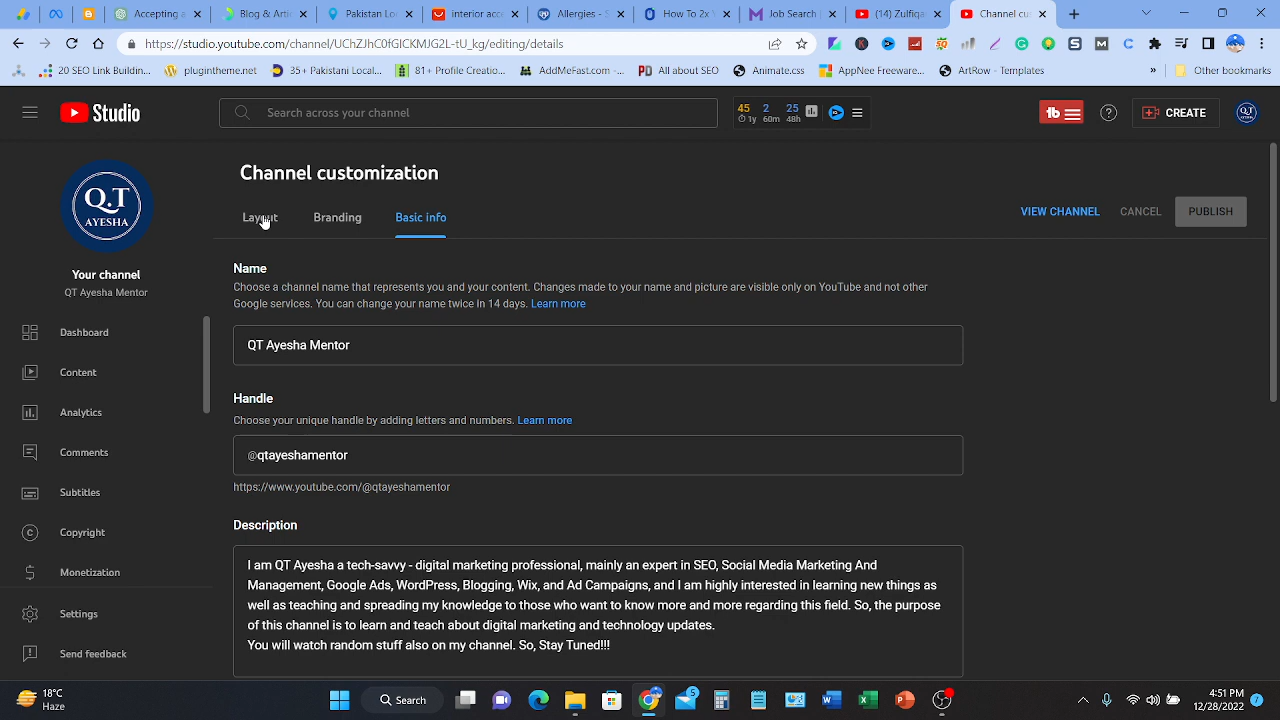 Accepting a
Blog or Arti
Pakistan Lo
interior acce
Allergies - S
How To Ma
Job Search
(14) Zulfiqa
Channel cus
https://studio.youtube.com/channel/UChZJhC0fGICKMJG2L-tU_kg/editing/details
20 SEO Link Buildin...
pluginthement
35+ Pakistani Locat...
81+ Profile Creatio...
AddMeFast.com -...
All about SEO
Animate.css
AppNee Freeware...
ArtRow - Templates
»
Other bookmarks
Studio
Search across your channel
45 2 25
1y 60m 48h
tb
CREATE
Q.T
AYESHA
Your channel
QT Ayesha Mentor
Dashboard
Content
Analytics
Comments
Subtitles
Copyright
Monetization
Settings
Send feedback
Channel customization
Layout Branding Basic info
VIEW CHANNEL CANCEL PUBLISH
Name
Choose a channel name that represents you and your content. Changes made to your name and picture are visible only on YouTube and not other
Google services. You can change your name twice in 14 days. Learn more
QT Ayesha Mentor
Handle
Choose your unique handle by adding letters and numbers. Learn more
@qtayeshamentor
https://www.youtube.com/@qtayeshamentor
Description
I am QT Ayesha a tech-savvy - digital marketing professional, mainly an expert in SEO, Social Media Marketing And
Management, Google Ads, WordPress, Blogging, Wix, and Ad Campaigns, and I am highly interested in learning new things as
well as teaching and spreading my knowledge to those who want to know more and more regarding this field. So, the purpose
of this channel is to learn and teach about digital marketing and technology updates.
You will watch random stuff also on my channel. So, Stay Tuned!!!
18°C
Haze
Search
5
4:51 PM
12/28/2022